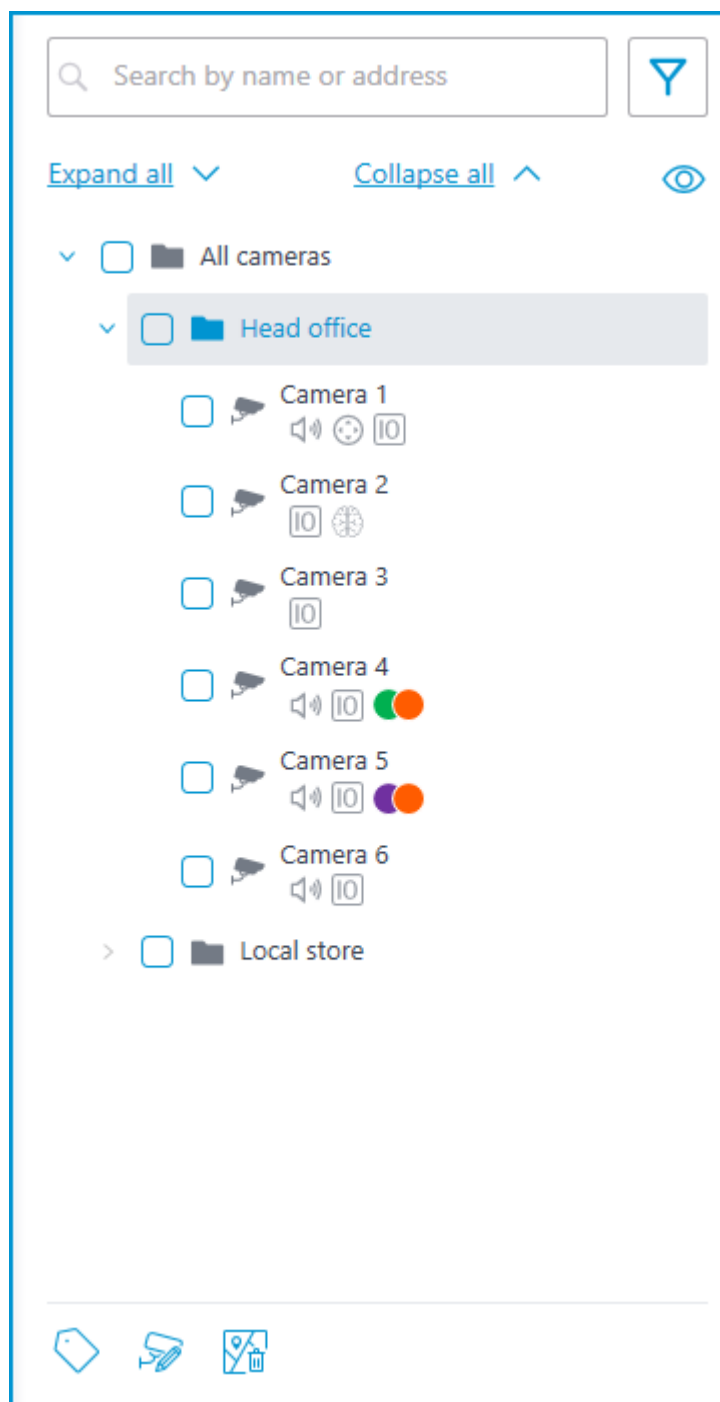 Search by name or address
Expand all
Collapse all
All cameras
Head office
Camera 1
IO
Camera 2
IO
Camera 3
IO
Camera 4
IO
Camera 5
IO
Camera 6
IO
Local store